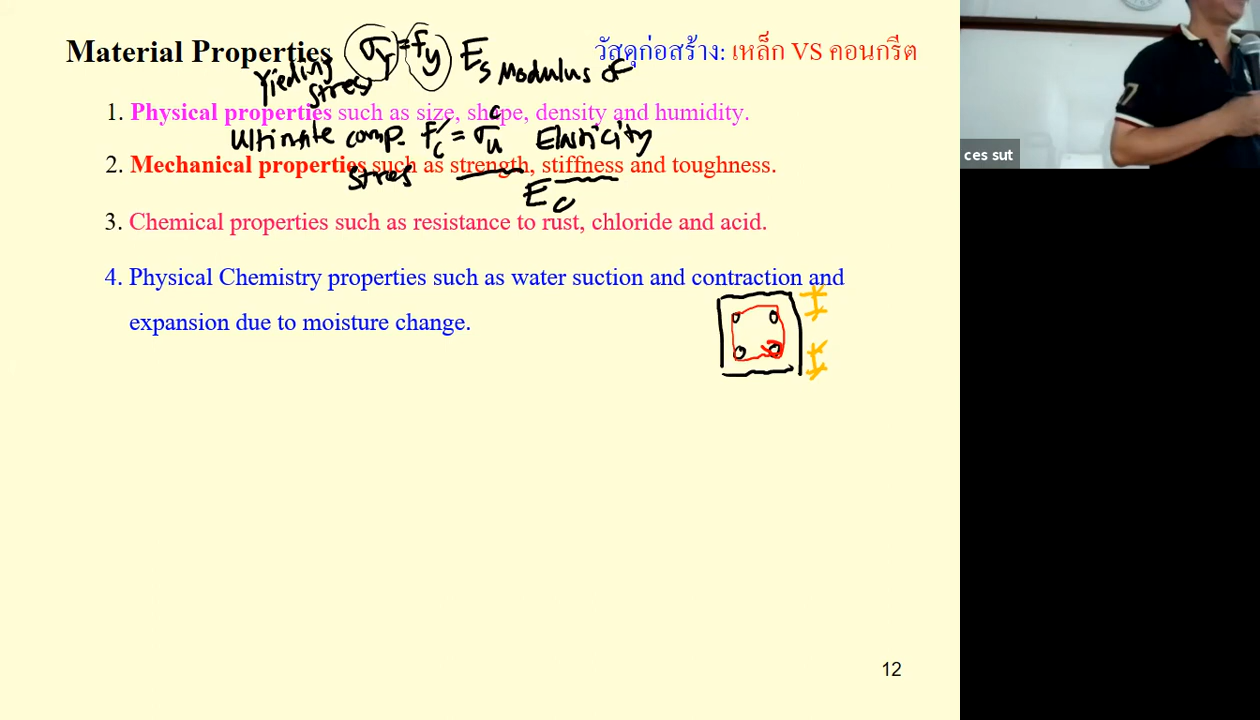 Material Properties σy = fy Es Modulus of
วัสดุก่อสร้าง: เหล็ก VS คอนกรีต
Yieding stress
1. Physical properties such as size, shape, density and humidity.
Ultimate comp. f'c = σu c Elasticity
2. Mechanical properties such as strength, stiffness and toughness.
stres Ec
3. Chemical properties such as resistance to rust, chloride and acid.
4. Physical Chemistry properties such as water suction and contraction and
expansion due to moisture change.
12
7
ces sut